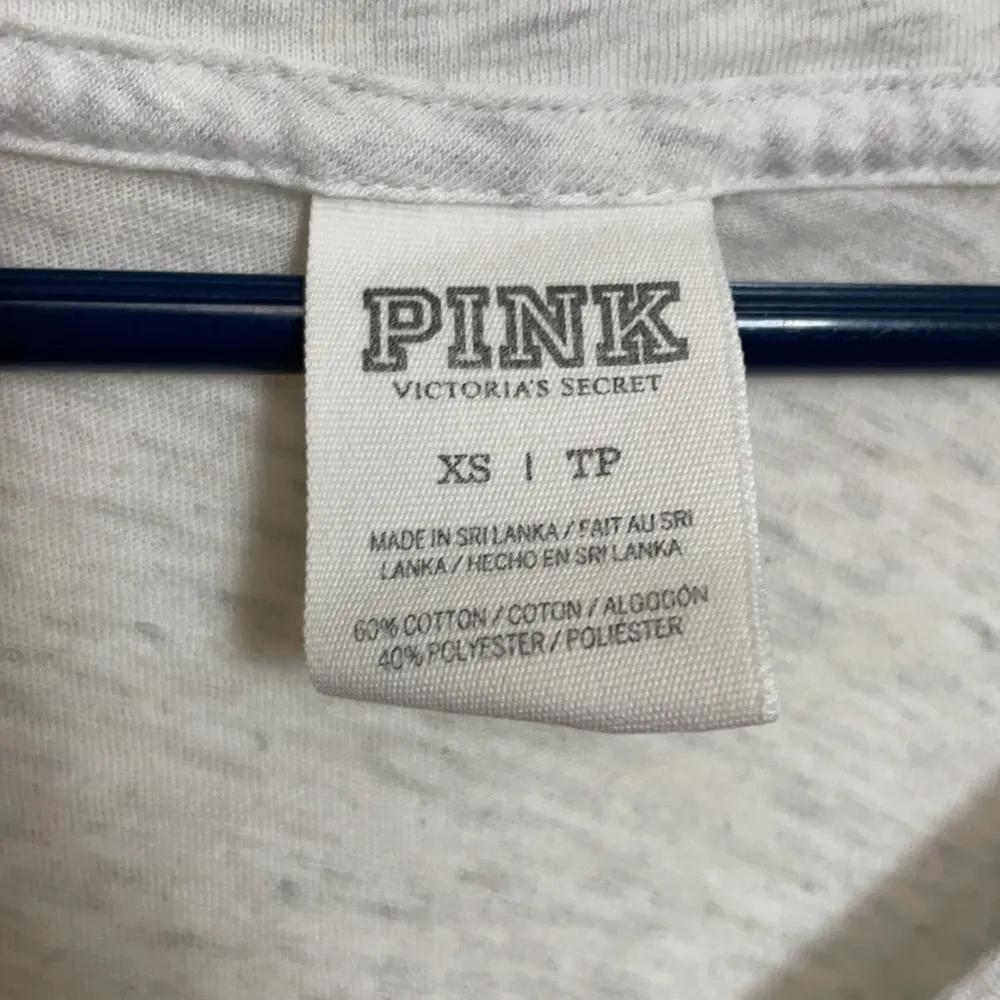 PINK
VICTORIA'S SECRET
XS | TP
MADE IN SRI LANKA / FAIT AU SRI
LANKA / HECHO EN SRI LANKA
60% COTTON / COTON / ALGODÓN
40% POLYESTER / POLIÉSTER